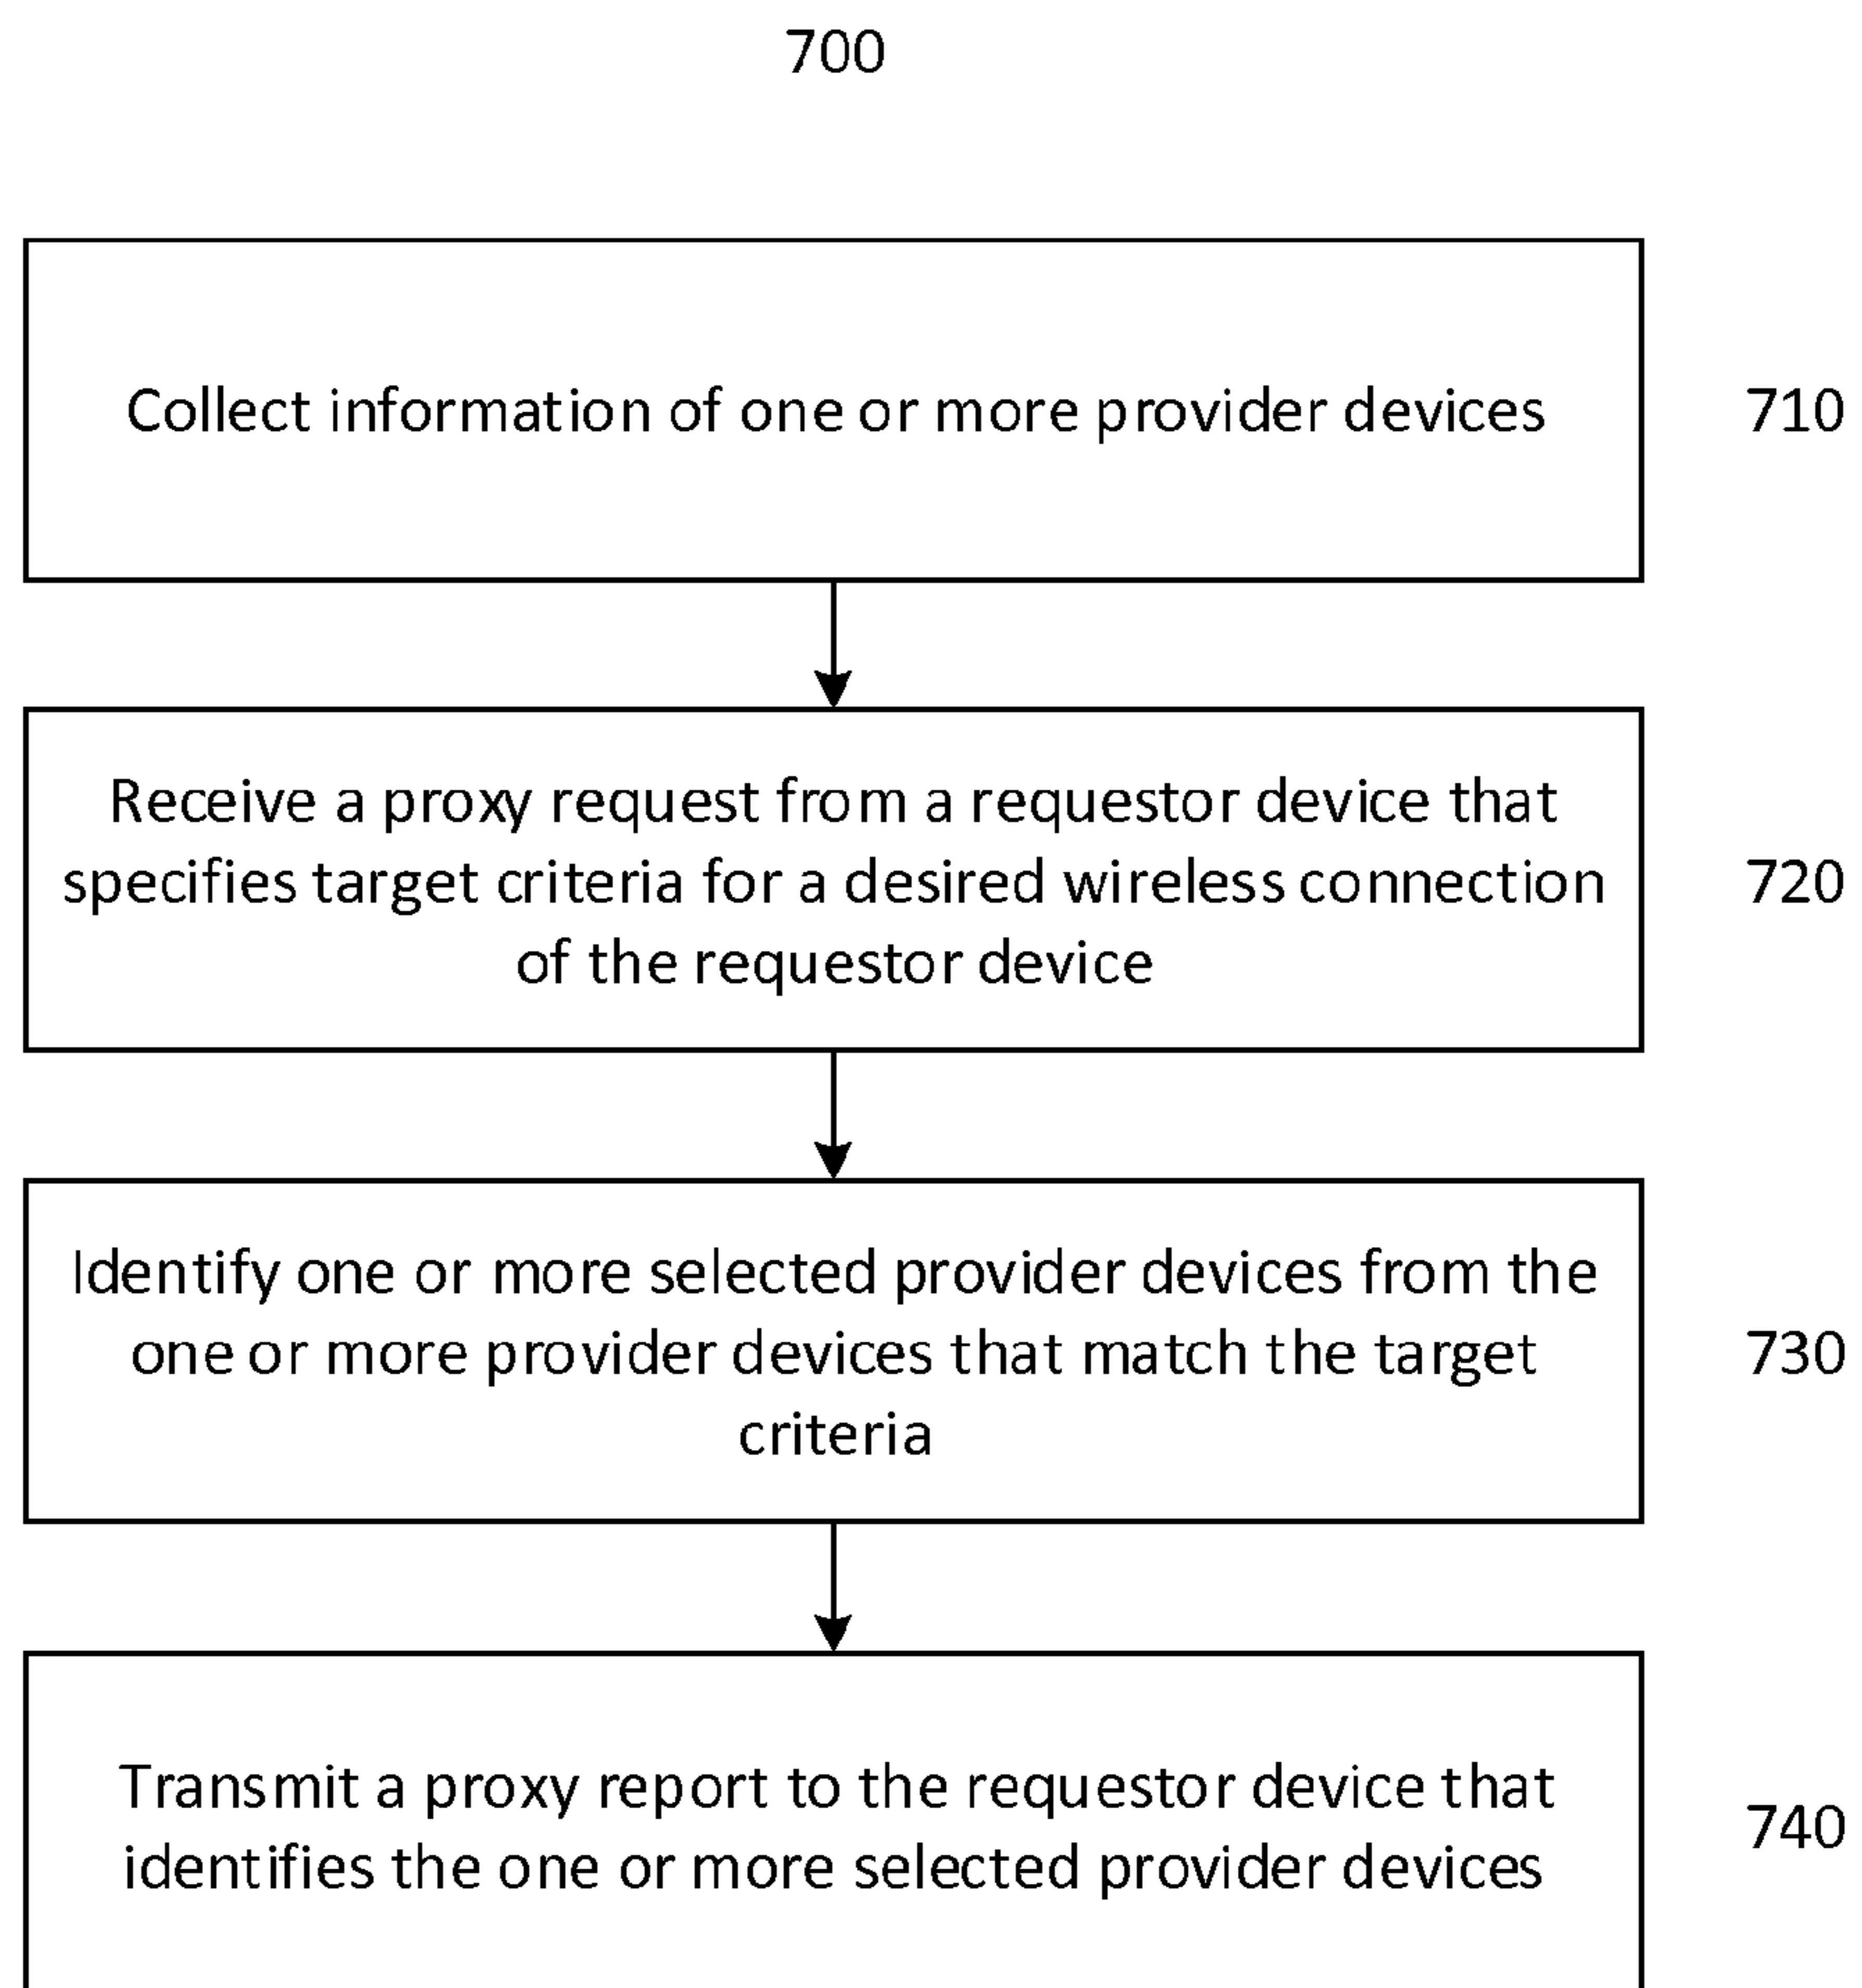 700
Collect information of one or more provider devices
710
Receive a proxy request from a requestor device that
specifies target criteria for a desired wireless connection
of the requestor device
720
Identify one or more selected provider devices from the
one or more provider devices that match the target
criteria
730
Transmit a proxy report to the requestor device that
identifies the one or more selected provider devices
740